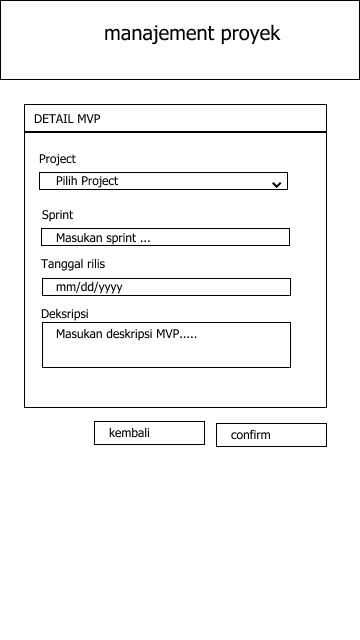 manajement proyek
DETAIL MVP
Project
Pilih Project
Sprint
Masukan sprint ...
Tanggal rilis
mm/dd/yyyy
Deksripsi
Masukan deskripsi MVP.....
kembali
confirm